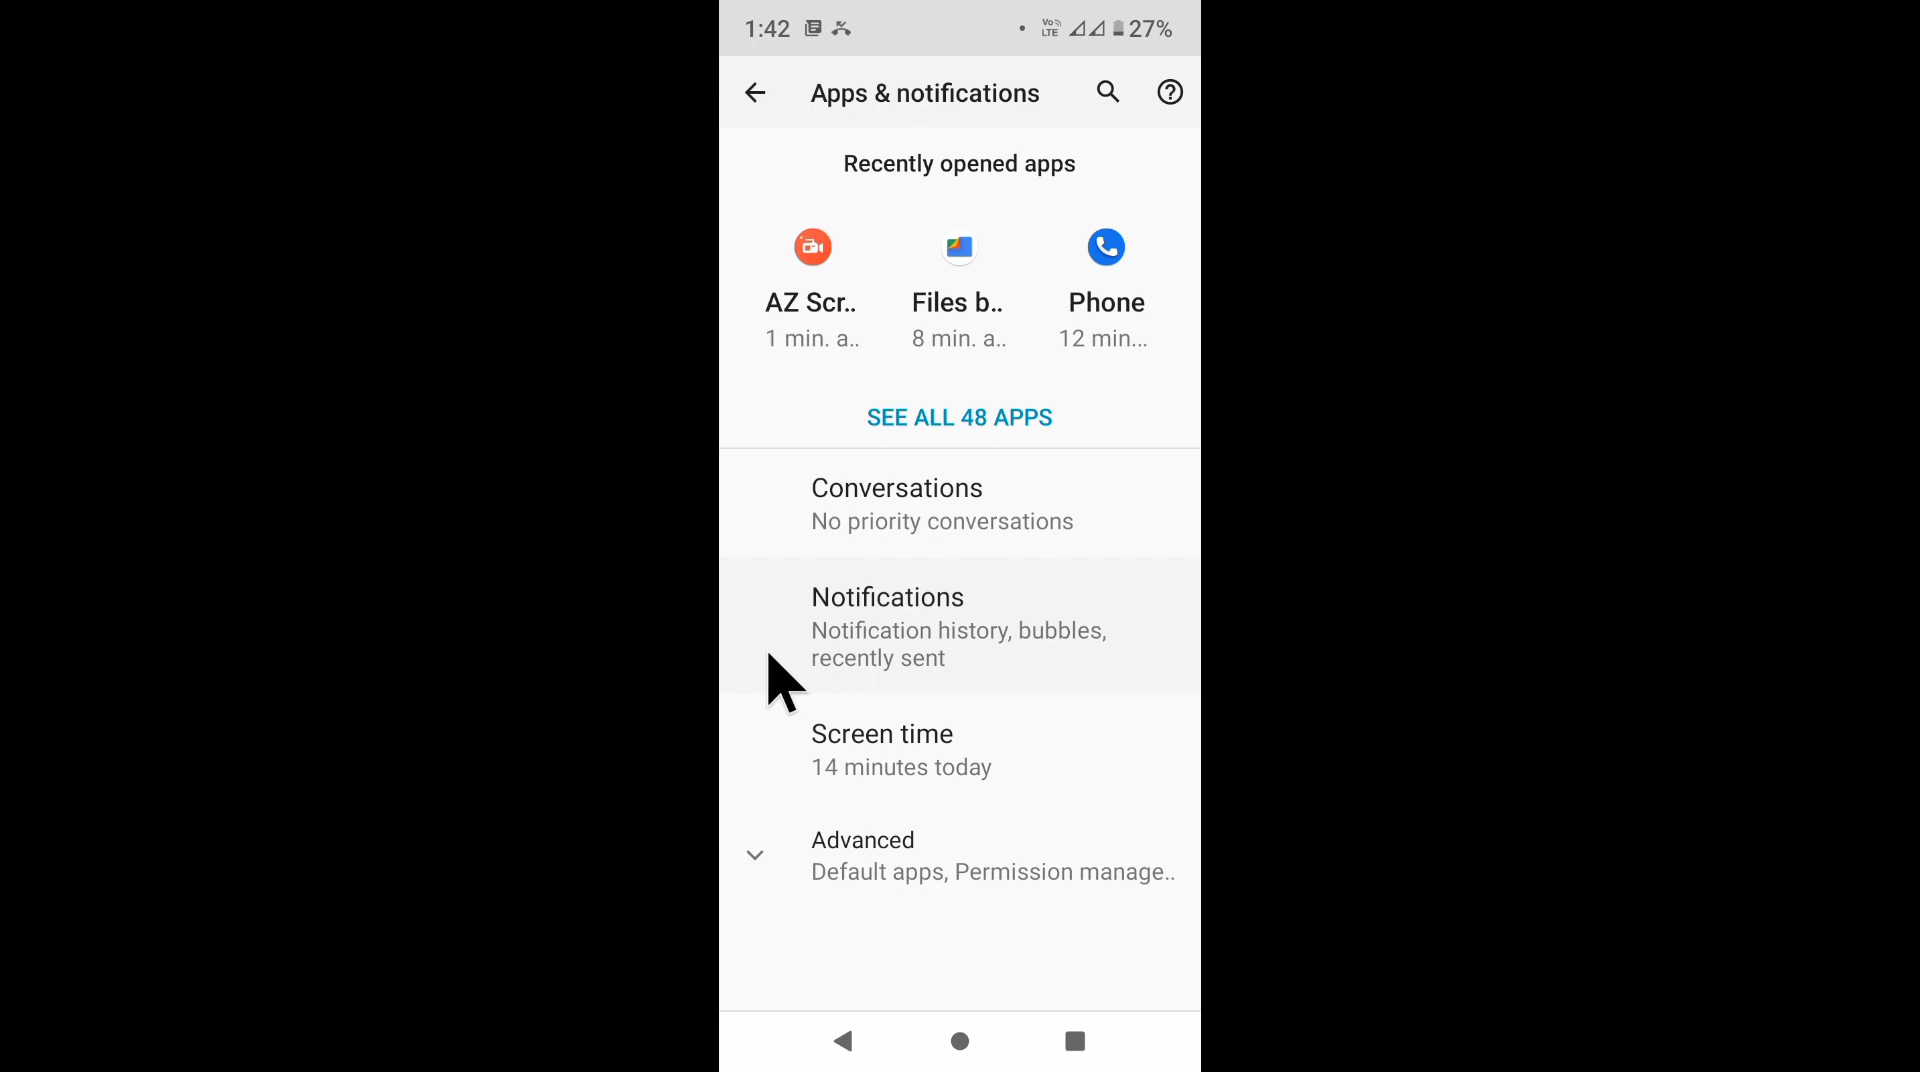 1:42 Vo LTE 27%
Apps & notifications
Recently opened apps
AZ Scr.. Files b.. Phone
1 min. a.. 8 min. a.. 12 min...
SEE ALL 48 APPS
Conversations
No priority conversations
Notifications
Notification history, bubbles,
recently sent
Screen time
14 minutes today
Advanced
Default apps, Permission manage..